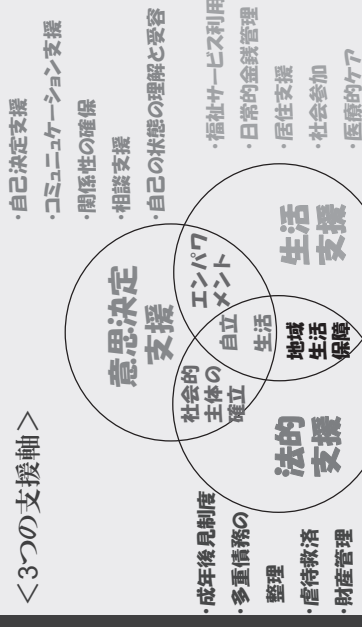 <3つの支援軸>
・自己決定支援
・コミュニケーション支援
・関係性の確保
・相談支援
・自己の状態の理解と受容
意思決定
支援
社会的
主体の
確立
エンパワ
メント
自立
生活
地域
生活
保障
法的
支援
生活
支援
・成年後見制度
・多重債務の
整理
・虐待救済
・財産管理
・福祉サービス利用
・日常的金銭管理
・居住支援
・社会参加
・医療的ケア